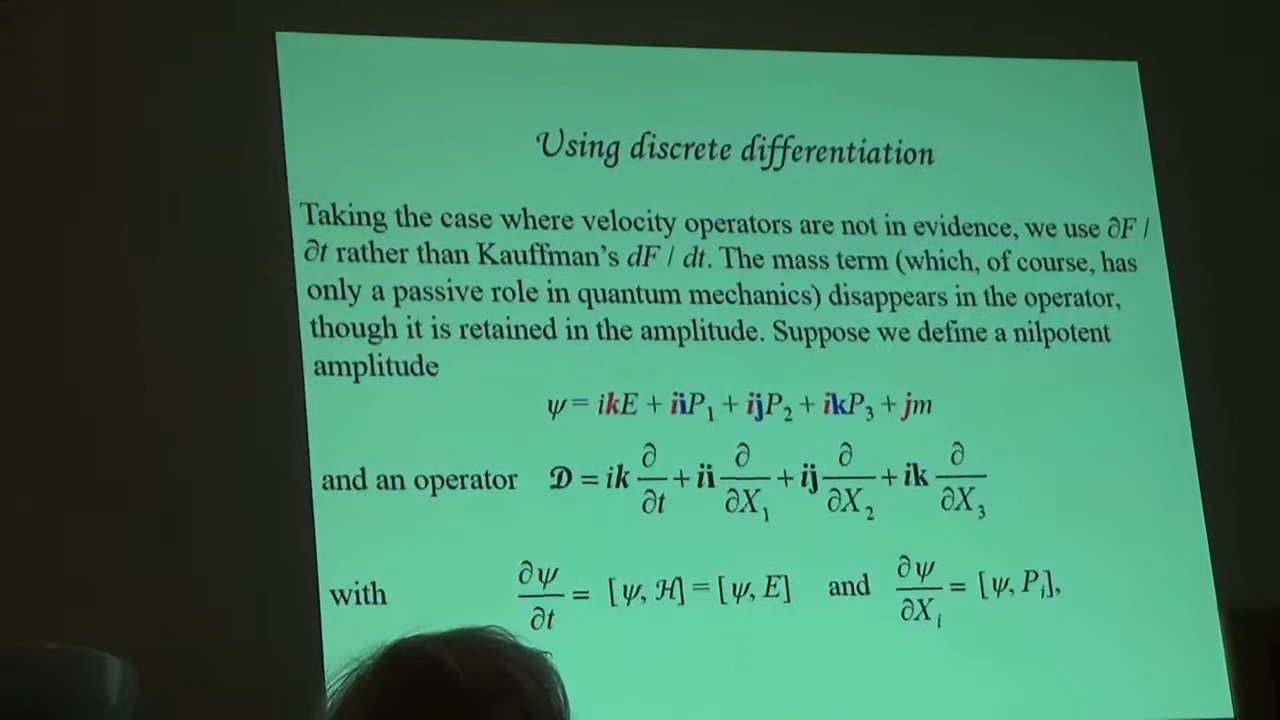 Using discrete differentiation
Taking the case where velocity operators are not in evidence, we use ∂F /
∂t rather than Kauffman's dF / dt. The mass term (which, of course, has
only a passive role in quantum mechanics) disappears in the operator,
though it is retained in the amplitude. Suppose we define a nilpotent
amplitude
ψ = ikE + iiP₁ + ijP₂ + ikP₃ + jm
and an operator 𝒟 = ik ∂/∂t + ii ∂/∂X₁ + ij ∂/∂X₂ + ik ∂/∂X₃
with ∂ψ/∂t = [ψ, ℋ] = [ψ, E] and ∂ψ/∂Xᵢ = [ψ, Pᵢ],